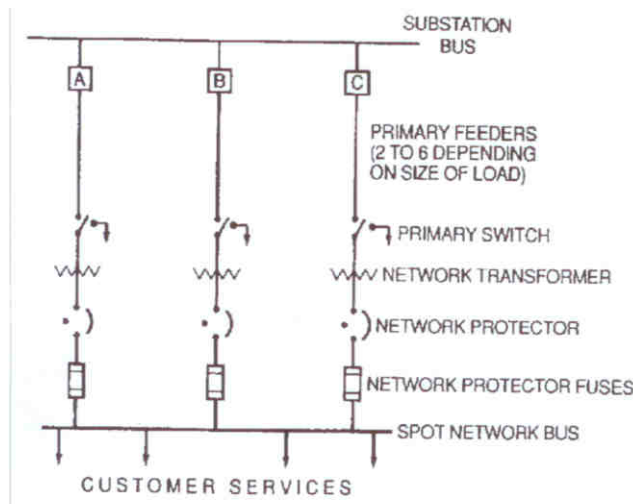 SUBSTATION
BUS
A
B
C
PRIMARY FEEDERS
(2 TO 6 DEPENDING
ON SIZE OF LOAD)
PRIMARY SWITCH
NETWORK TRANSFORMER
NETWORK PROTECTOR
NETWORK PROTECTOR FUSES
SPOT NETWORK BUS
CUSTOMER SERVICES